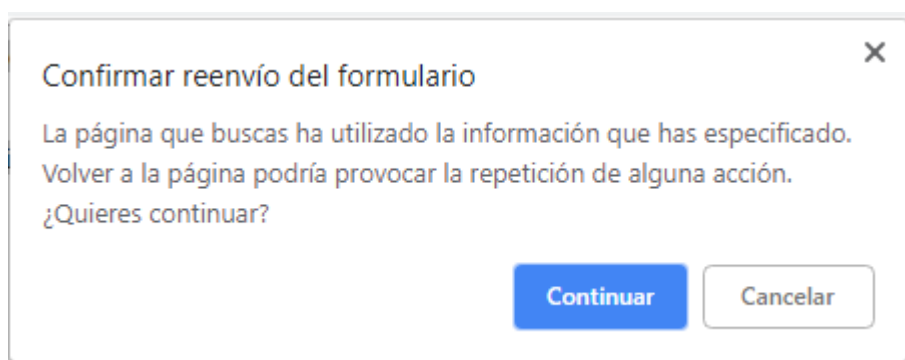 Confirmar reenvío del formulario
La página que buscas ha utilizado la información que has especificado.
Volver a la página podría provocar la repetición de alguna acción.
¿Quieres continuar?
Continuar
Cancelar